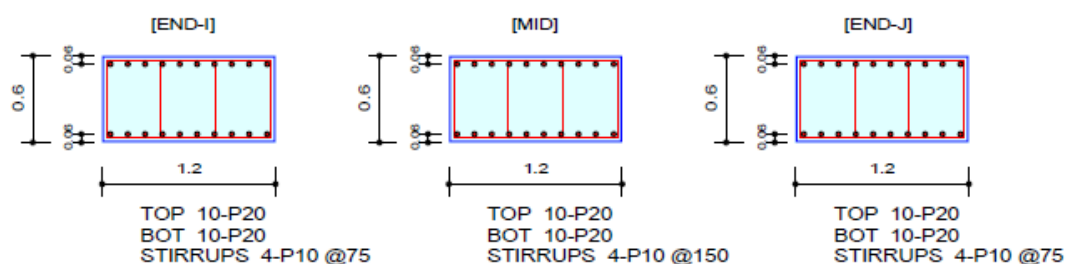 [END-I] [MID] [END-J]
0.06 0.06 0.06
0.6 0.6 0.6
0.06 0.06 0.06
1.2 1.2 1.2
TOP 10-P20 TOP 10-P20 TOP 10-P20
BOT 10-P20 BOT 10-P20 BOT 10-P20
STIRRUPS 4-P10 @75 STIRRUPS 4-P10 @150 STIRRUPS 4-P10 @75